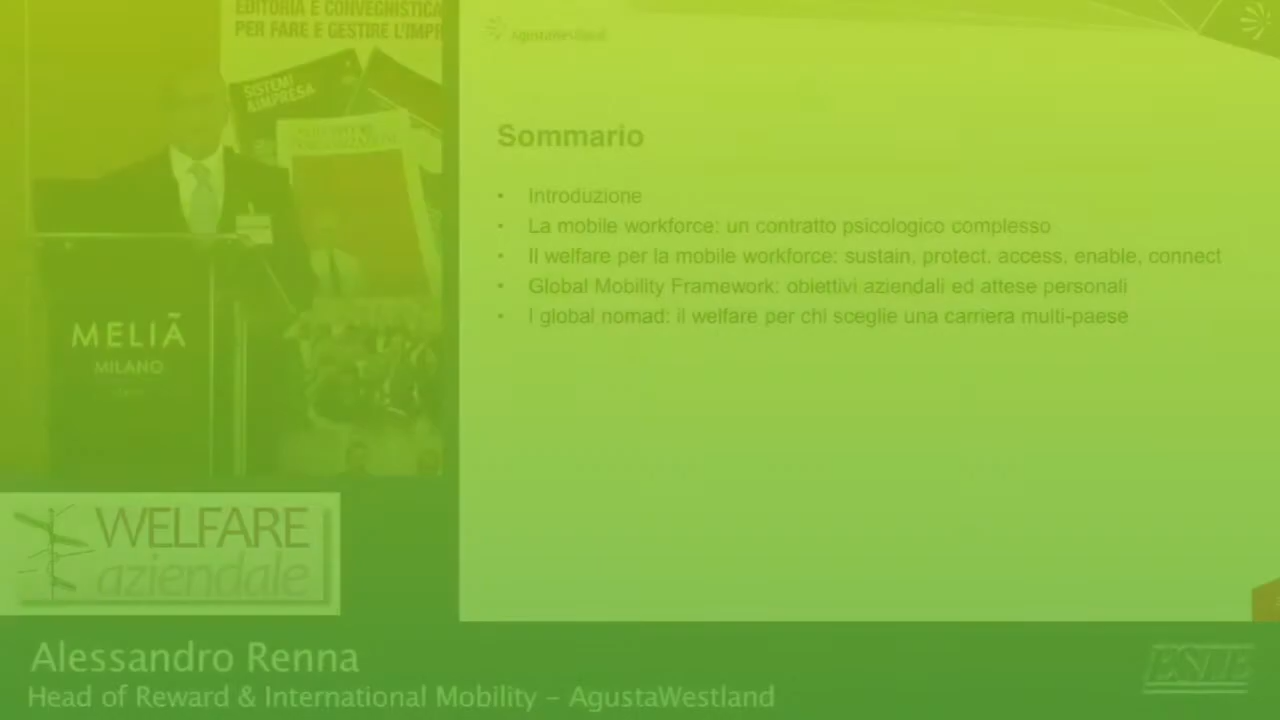 EDITORIA E CONVEGNISTICA
PER FARE E GESTIRE L'IMPR
SISTEMI
&IMPRESA
MELIÃ
MILANO
AgustaWestland
Sommario
• Introduzione
• La mobile workforce: un contratto psicologico complesso
• Il welfare per la mobile workforce: sustain, protect, access, enable, connect
• Global Mobility Framework: obiettivi aziendali ed attese personali
• I global nomad: il welfare per chi sceglie una carriera multi-paese
WELFARE
aziendale
Alessandro Renna
Head of Reward & International Mobility – AgustaWestland
ESTE